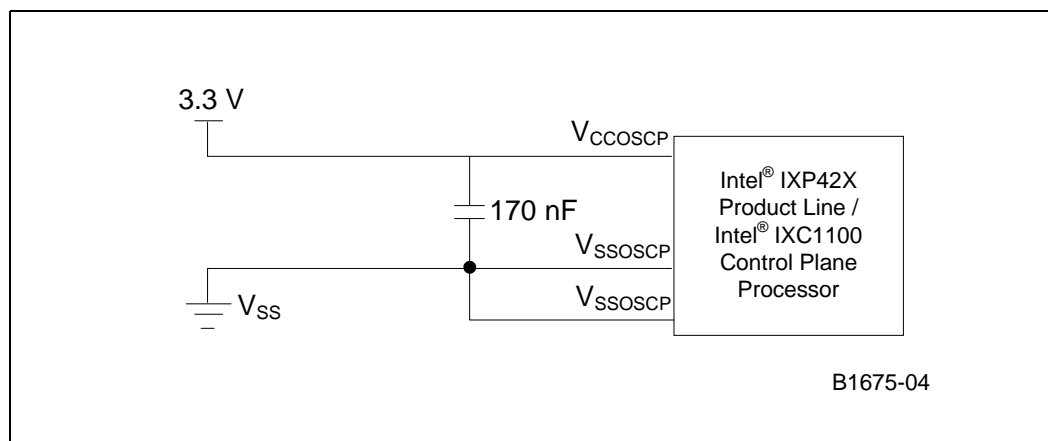 3.3 V
V_CCOSCP
Intel® IXP42X
Product Line /
Intel® IXC1100
Control Plane
Processor
170 nF
V_SSOSCP
V_SS
V_SSOSCP
B1675-04